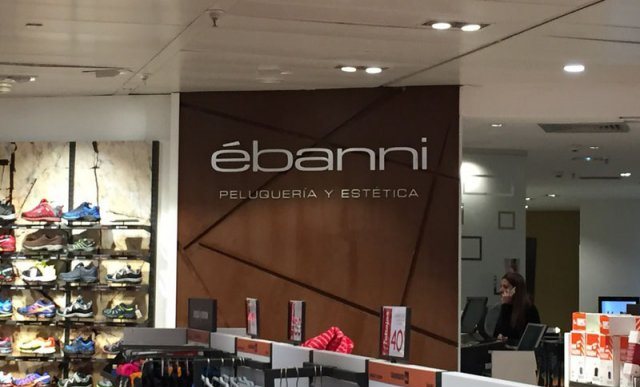 ébanni
PELUQUERÍA Y ESTÉTICA
40